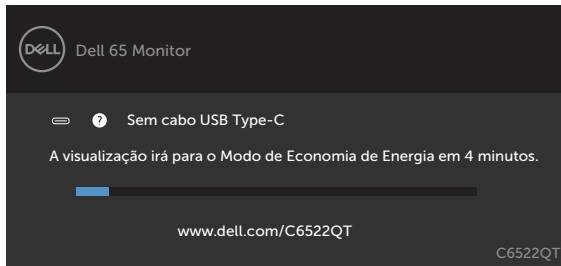 DELL Dell 65 Monitor
? Sem cabo USB Type-C
A visualização irá para o Modo de Economia de Energia em 4 minutos.
www.dell.com/C6522QT
C6522QT